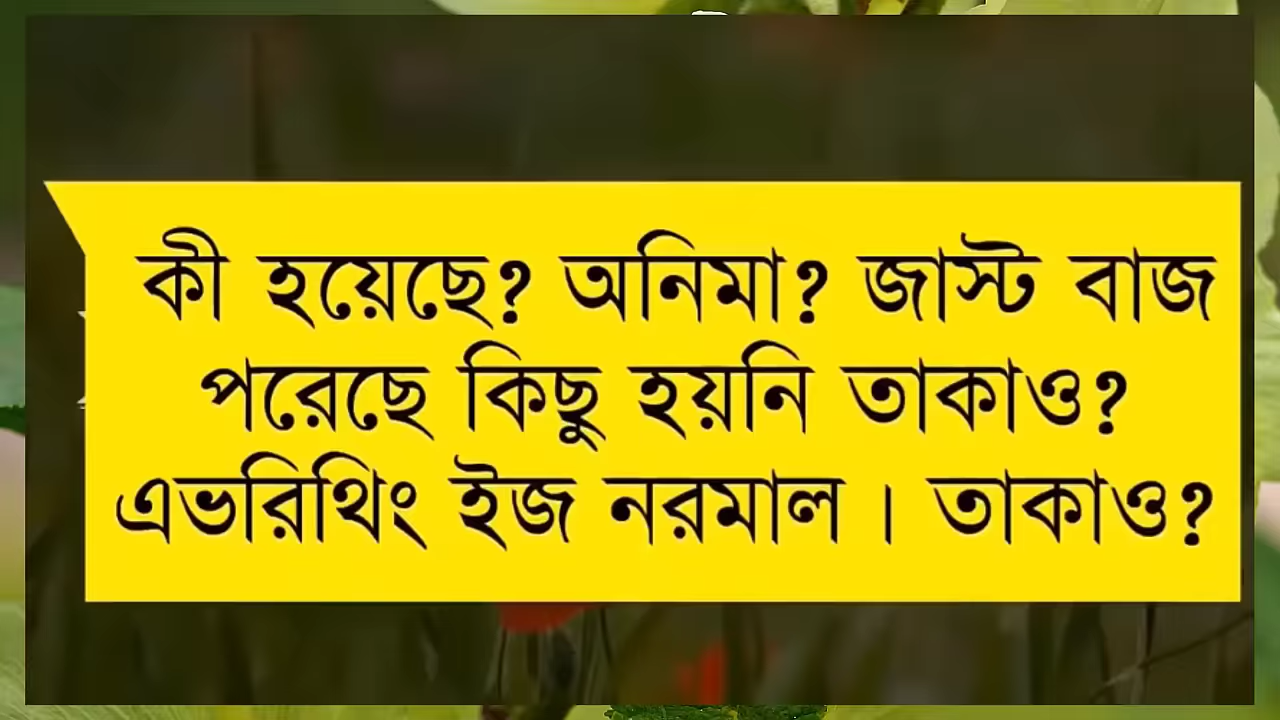 কী হয়েছে? অনিমা? জাস্ট বাজ
পরেছে কিছু হয়নি তাকাও?
এভরিথিং ইজ নরমাল। তাকাও?